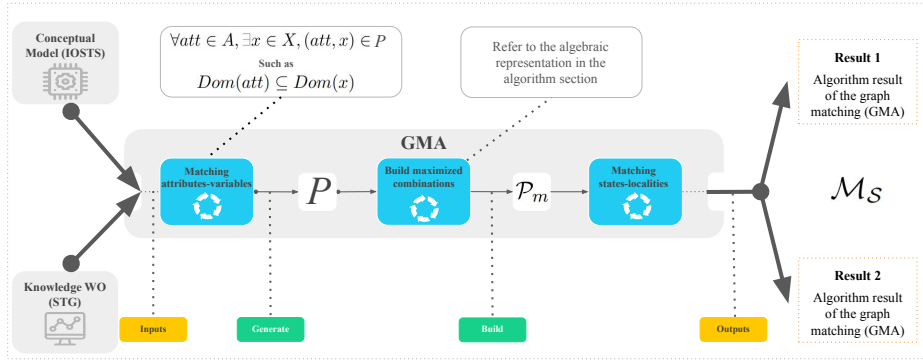 Conceptual
Model (IOSTS)
∀att ∈ A, ∃x ∈ X, (att, x) ∈ P
Such as
Dom(att) ⊆ Dom(x)
Refer to the algebraic
representation in the
algorithm section
Result 1
Algorithm result
of the graph
matching (GMA)
GMA
Matching
attributes-variables
P
Build maximized
combinations
𝒫m
Matching
states-localities
ℳ𝒮
Knowledge WO
(STG)
Inputs
Generate
Build
Outputs
Result 2
Algorithm result
of the graph
matching (GMA)